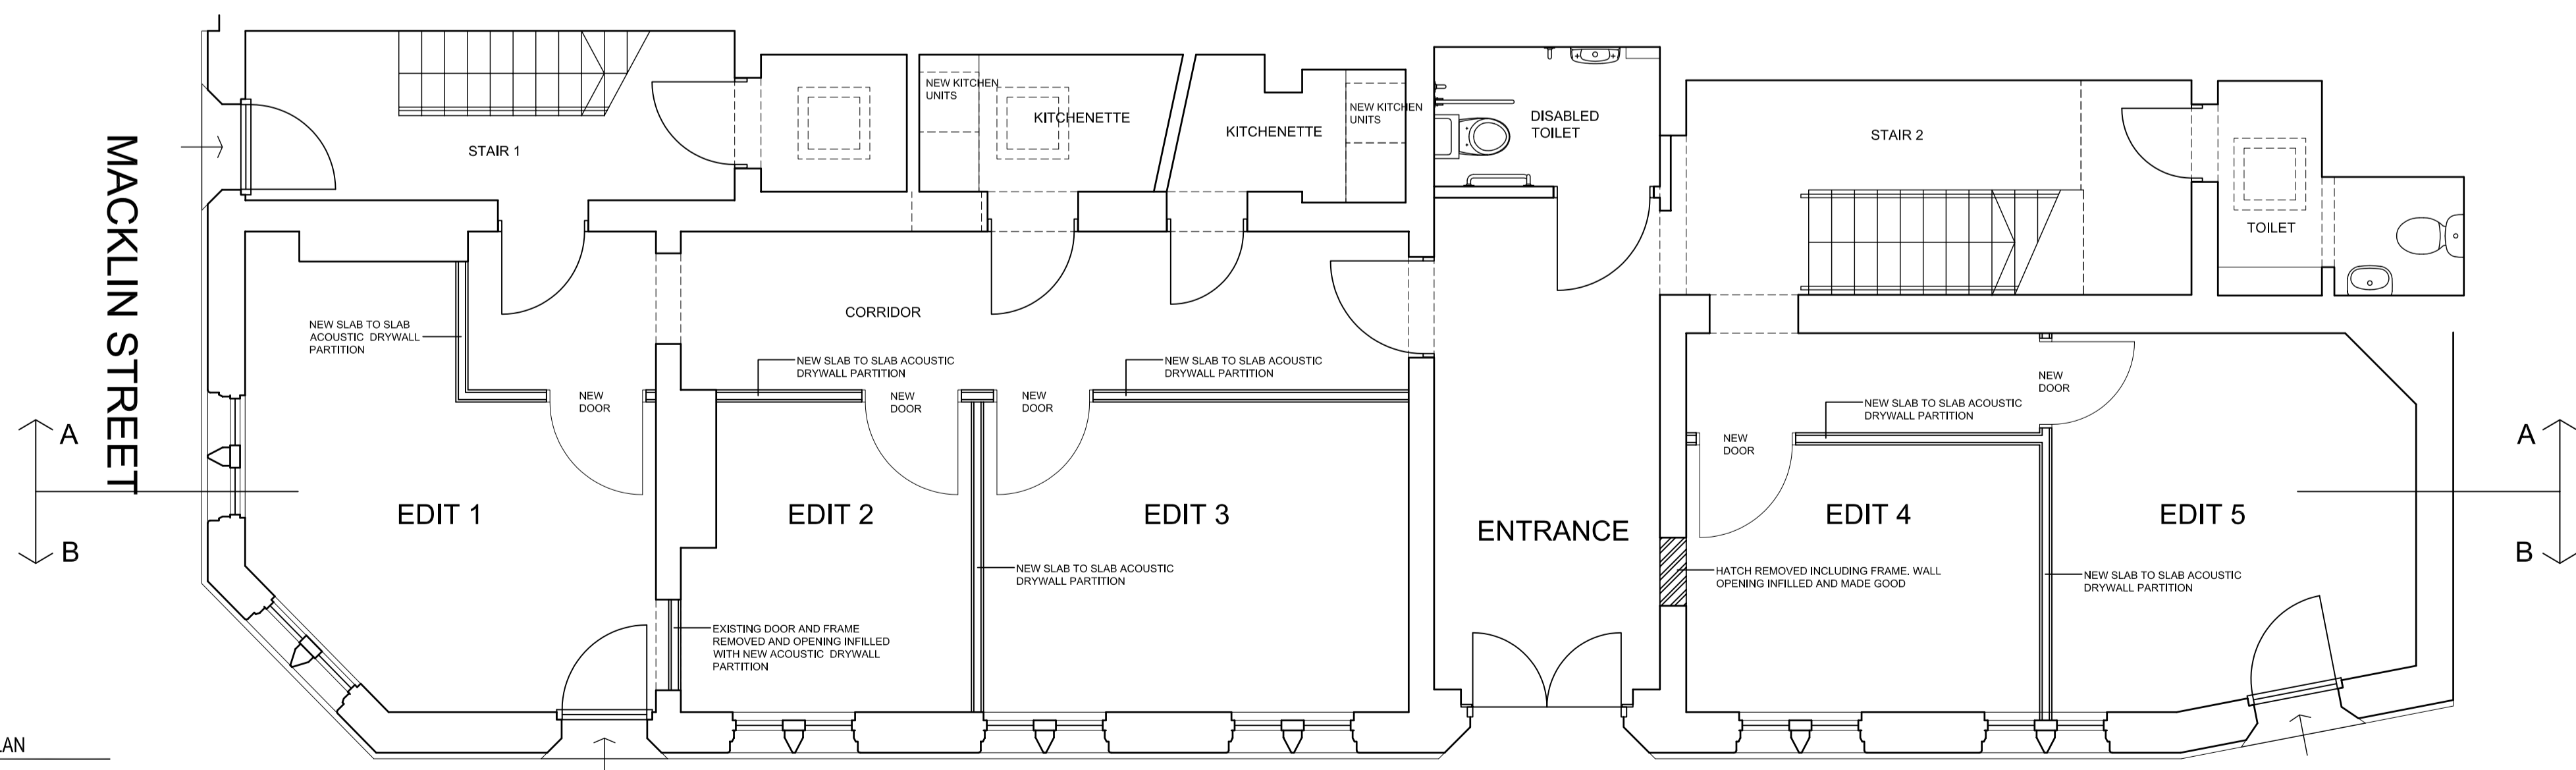 MACKLIN STREET
STAIR 1
NEW KITCHEN
UNITS
KITCHENETTE
KITCHENETTE
NEW KITCHEN
UNITS
DISABLED
TOILET
STAIR 2
TOILET
CORRIDOR
NEW SLAB TO SLAB
ACOUSTIC DRYWALL
PARTITION
NEW SLAB TO SLAB ACOUSTIC
DRYWALL PARTITION
NEW SLAB TO SLAB ACOUSTIC
DRYWALL PARTITION
NEW
DOOR
NEW
DOOR
NEW
DOOR
NEW
DOOR
NEW SLAB TO SLAB ACOUSTIC
DRYWALL PARTITION
NEW
DOOR
A
B
A
B
EDIT 1
EDIT 2
EDIT 3
ENTRANCE
EDIT 4
EDIT 5
NEW SLAB TO SLAB ACOUSTIC
DRYWALL PARTITION
HATCH REMOVED INCLUDING FRAME. WALL
OPENING INFILLED AND MADE GOOD
NEW SLAB TO SLAB ACOUSTIC
DRYWALL PARTITION
EXISTING DOOR AND FRAME
REMOVED AND OPENING INFILLED
WITH NEW ACOUSTIC DRYWALL
PARTITION
LAN